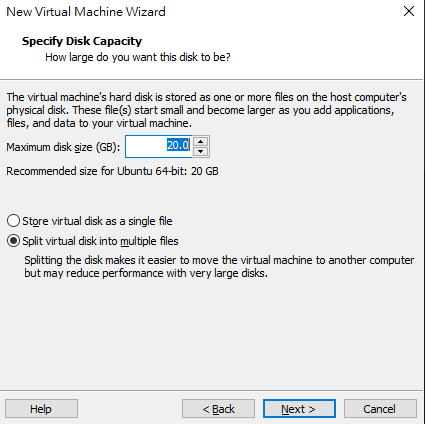 New Virtual Machine Wizard
Specify Disk Capacity
How large do you want this disk to be?
The virtual machine's hard disk is stored as one or more files on the host computer's
physical disk. These file(s) start small and become larger as you add applications,
files, and data to your virtual machine.
Maximum disk size (GB): 20.0
Recommended size for Ubuntu 64-bit: 20 GB
Store virtual disk as a single file
Split virtual disk into multiple files
Splitting the disk makes it easier to move the virtual machine to another computer
but may reduce performance with very large disks.
Help < Back Next > Cancel